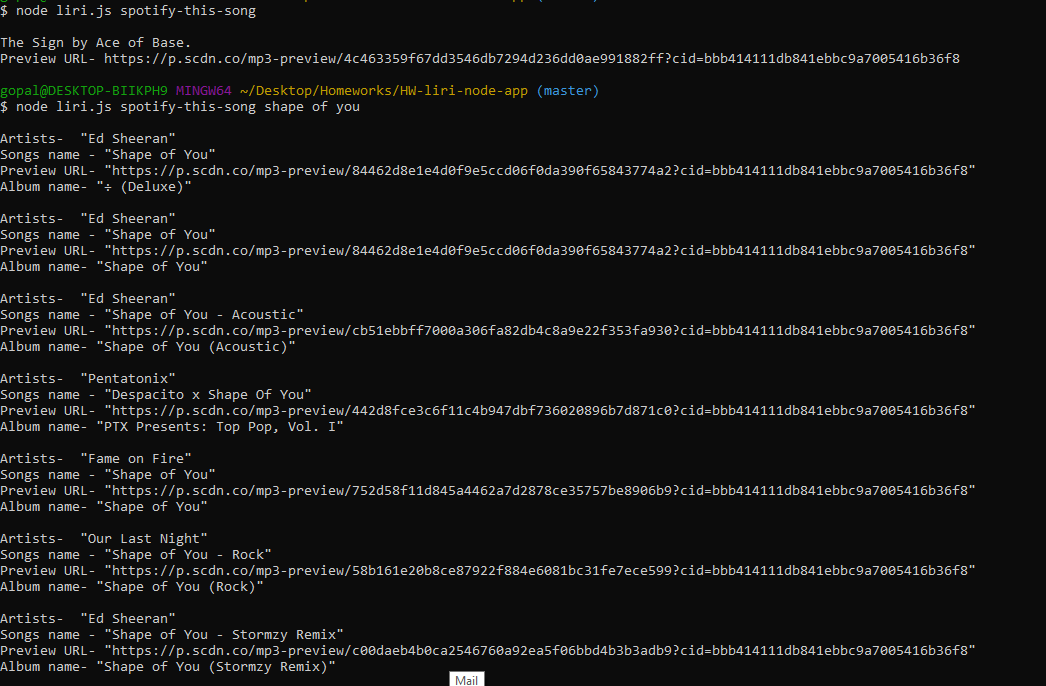 $ node liri.js spotify-this-song
The Sign by Ace of Base.
Preview URL- https://p.scdn.co/mp3-preview/4c463359f67dd3546db7294d236dd0ae991882ff?cid=bbb414111db841ebbc9a7005416b36f8
gopal@DESKTOP-BIIKPH9 MINGW64 ~/Desktop/Homeworks/HW-liri-node-app (master)
$ node liri.js spotify-this-song shape of you
Artists-  "Ed Sheeran"
Songs name - "Shape of You"
Preview URL- "https://p.scdn.co/mp3-preview/84462d8e1e4d0f9e5ccd06f0da390f65843774a2?cid=bbb414111db841ebbc9a7005416b36f8"
Album name- "÷ (Deluxe)"
Artists-  "Ed Sheeran"
Songs name - "Shape of You"
Preview URL- "https://p.scdn.co/mp3-preview/84462d8e1e4d0f9e5ccd06f0da390f65843774a2?cid=bbb414111db841ebbc9a7005416b36f8"
Album name- "Shape of You"
Artists-  "Ed Sheeran"
Songs name - "Shape of You - Acoustic"
Preview URL- "https://p.scdn.co/mp3-preview/cb51ebbff7000a306fa82db4c8a9e22f353fa930?cid=bbb414111db841ebbc9a7005416b36f8"
Album name- "Shape of You (Acoustic)"
Artists-  "Pentatonix"
Songs name - "Despacito x Shape Of You"
Preview URL- "https://p.scdn.co/mp3-preview/442d8fce3c6f11c4b947dbf736020896b7d871c0?cid=bbb414111db841ebbc9a7005416b36f8"
Album name- "PTX Presents: Top Pop, Vol. I"
Artists-  "Fame on Fire"
Songs name - "Shape of You"
Preview URL- "https://p.scdn.co/mp3-preview/752d58f11d845a4462a7d2878ce35757be8906b9?cid=bbb414111db841ebbc9a7005416b36f8"
Album name- "Shape of You"
Artists-  "Our Last Night"
Songs name - "Shape of You - Rock"
Preview URL- "https://p.scdn.co/mp3-preview/58b161e20b8ce87922f884e6081bc31fe7ece599?cid=bbb414111db841ebbc9a7005416b36f8"
Album name- "Shape of You (Rock)"
Artists-  "Ed Sheeran"
Songs name - "Shape of You - Stormzy Remix"
Preview URL- "https://p.scdn.co/mp3-preview/c00daeb4b0ca2546760a92ea5f06bbd4b3b3adb9?cid=bbb414111db841ebbc9a7005416b36f8"
Album name- "Shape of You (Stormzy Remix)"
Mail